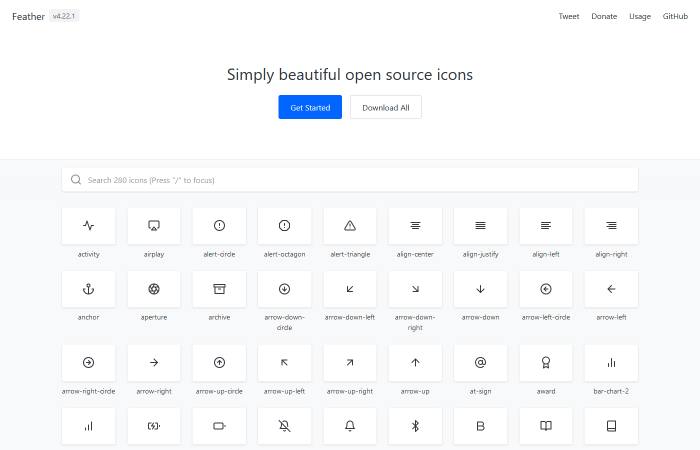 Feather v4.22.1 Tweet Donate Usage GitHub
Simply beautiful open source icons
Get Started Download All
Search 280 icons (Press "/" to focus)
activity airplay alert-circle alert-octagon alert-triangle align-center align-justify align-left align-right
anchor aperture archive arrow-down-circle arrow-down-left arrow-down-right arrow-down arrow-left-circle arrow-left
arrow-right-circle arrow-right arrow-up-circle arrow-up-left arrow-up-right arrow-up at-sign award bar-chart-2